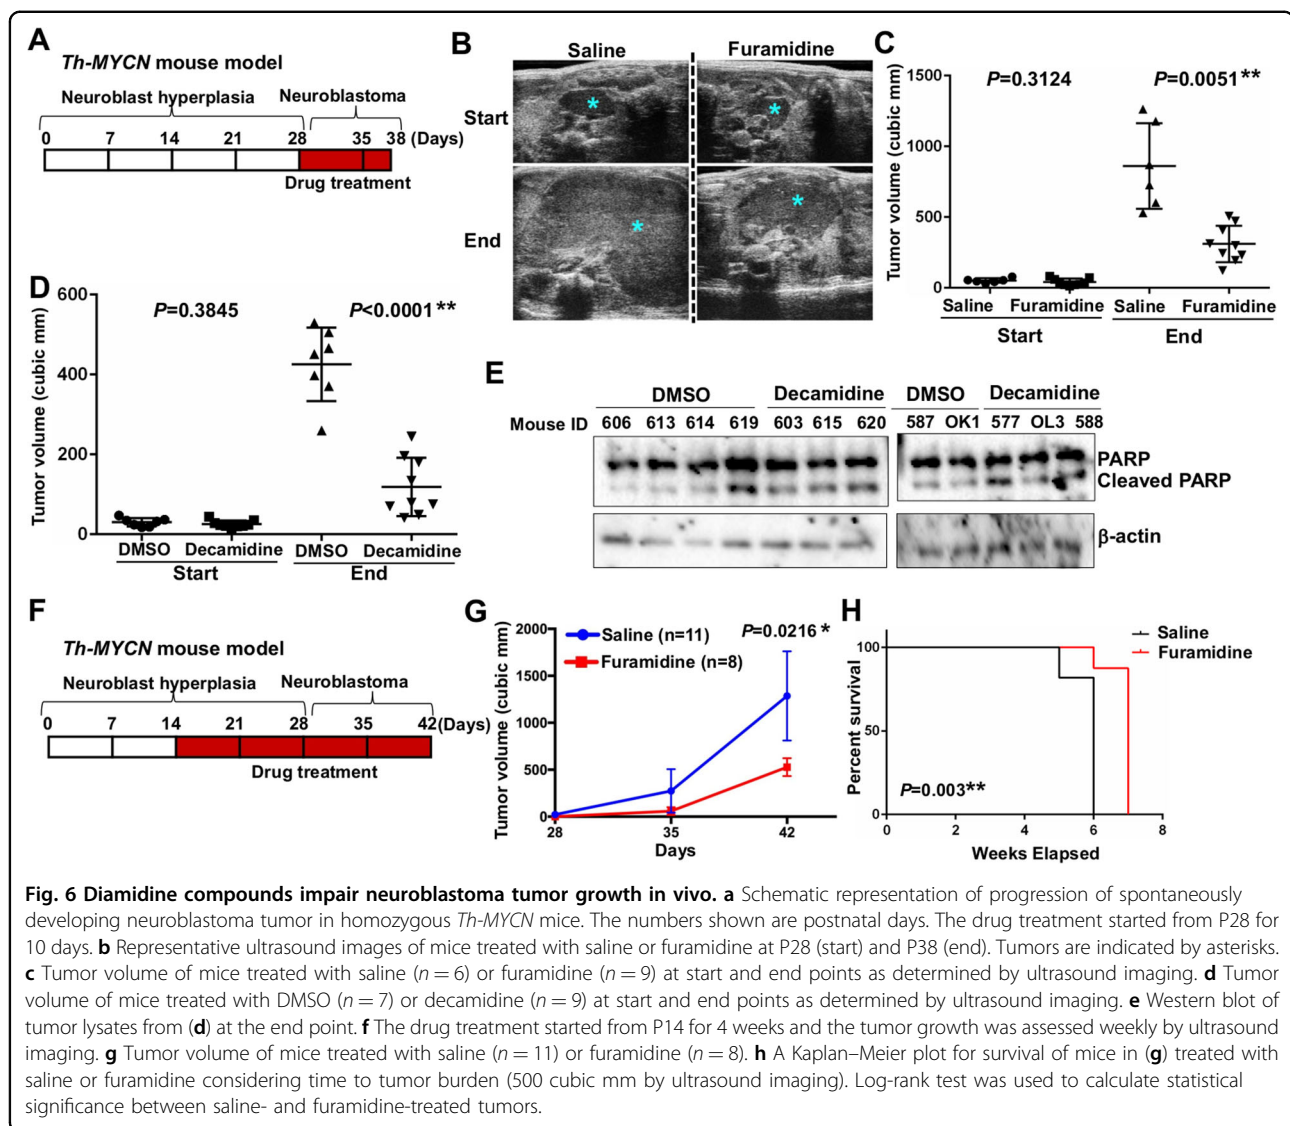 A
Th-MYCN mouse model
Neuroblast hyperplasia
Neuroblastoma
0 7 14 21 28 35 38 (Days)
Drug treatment
B
Saline Furamidine
Start
*
*
End
*
*
C
Tumor volume (cubic mm)
1500
1000
500
0
P=0.3124
P=0.0051**
Saline Furamidine Saline Furamidine
Start End
D
Tumor volume (cubic mm)
600
400
200
0
P=0.3845
P<0.0001**
DMSO Decamidine DMSO Decamidine
Start End
E
DMSO Decamidine DMSO Decamidine
Mouse ID 606 613 614 619 603 615 620 587 OK1 577 OL3 588
PARP
Cleaved PARP
β-actin
F
Th-MYCN mouse model
Neuroblast hyperplasia
Neuroblastoma
0 7 14 21 28 35 42 (Days)
Drug treatment
G
Tumor volume (cubic mm)
2000
1500
1000
500
0
Saline (n=11)
Furamidine (n=8)
P=0.0216 *
28 35 42
Days
H
Percent survival
100
50
0
Saline
Furamidine
P=0.003**
0 2 4 6 8
Weeks Elapsed
Fig. 6 Diamidine compounds impair neuroblastoma tumor growth in vivo. a Schematic representation of progression of spontaneously
developing neuroblastoma tumor in homozygous Th-MYCN mice. The numbers shown are postnatal days. The drug treatment started from P28 for
10 days. b Representative ultrasound images of mice treated with saline or furamidine at P28 (start) and P38 (end). Tumors are indicated by asterisks.
c Tumor volume of mice treated with saline (n = 6) or furamidine (n = 9) at start and end points as determined by ultrasound imaging. d Tumor
volume of mice treated with DMSO (n = 7) or decamidine (n = 9) at start and end points as determined by ultrasound imaging. e Western blot of
tumor lysates from (d) at the end point. f The drug treatment started from P14 for 4 weeks and the tumor growth was assessed weekly by ultrasound
imaging. g Tumor volume of mice treated with saline (n = 11) or furamidine (n = 8). h A Kaplan–Meier plot for survival of mice in (g) treated with
saline or furamidine considering time to tumor burden (500 cubic mm by ultrasound imaging). Log-rank test was used to calculate statistical
significance between saline- and furamidine-treated tumors.